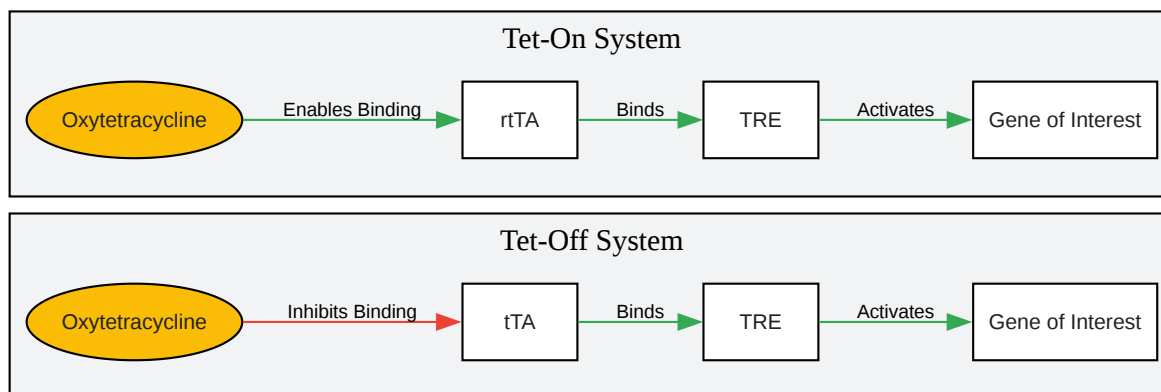 Tet-On System
Oxytetracycline
Enables Binding
rtTA
Binds
TRE
Activates
Gene of Interest
Tet-Off System
Oxytetracycline
Inhibits Binding
tTA
Binds
TRE
Activates
Gene of Interest